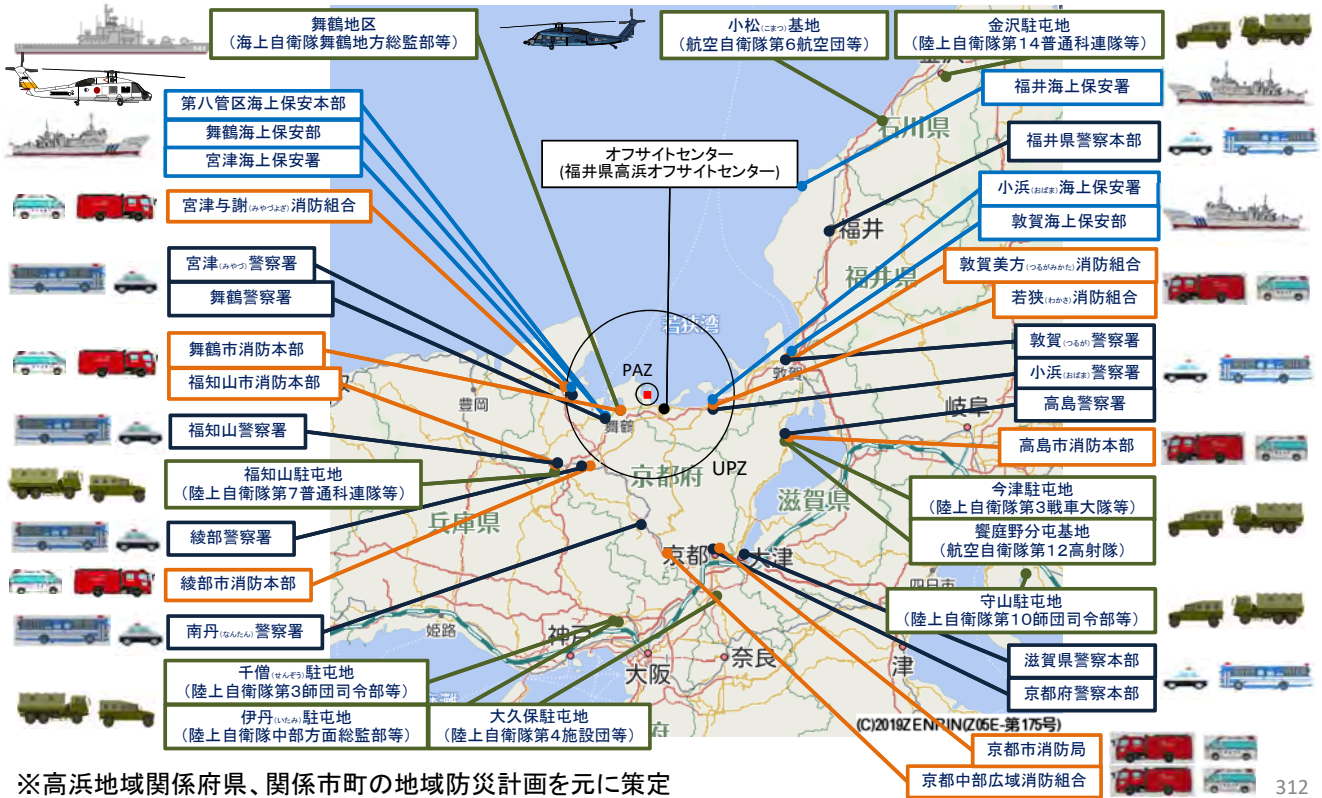 舞鶴地区
(海上自衛隊舞鶴地方総監部等)
小松(こまつ)基地
(航空自衛隊第6航空団等)
金沢駐屯地
(陸上自衛隊第14普通科連隊等)
第八管区海上保安本部
舞鶴海上保安部
宮津海上保安署
宮津与謝(みやづよさ)消防組合
宮津(みやづ)警察署
舞鶴警察署
舞鶴市消防本部
福知山市消防本部
福知山警察署
福知山駐屯地
(陸上自衛隊第7普通科連隊等)
綾部警察署
綾部市消防本部
南丹(なんたん)警察署
千僧(せんぞう)駐屯地
(陸上自衛隊第3師団司令部等)
伊丹(いたみ)駐屯地
(陸上自衛隊中部方面総監部等)
大久保駐屯地
(陸上自衛隊第4施設団等)
オフサイトセンター
(福井県高浜オフサイトセンター)
福井海上保安署
福井県警察本部
小浜(おばま)海上保安署
敦賀海上保安部
敦賀美方(つるがみかた)消防組合
若狭(わかさ)消防組合
敦賀(つるが)警察署
小浜(おばま)警察署
高島警察署
高島市消防本部
今津駐屯地
(陸上自衛隊第3戦車大隊等)
饗庭野分屯基地
(航空自衛隊第12高射隊)
守山駐屯地
(陸上自衛隊第10師団司令部等)
滋賀県警察本部
京都府警察本部
京都市消防局
京都中部広域消防組合
石川県
福井
福井県
若狭湾
敦賀
PAZ
UPZ
豊岡
舞鶴
岐阜
京都府
滋賀県
兵庫県
京都
大津
四日市
姫路
神戸
大阪
奈良
津
(C)2019ZENRIN(Z05E-第175号)
※高浜地域関係府県、関係市町の地域防災計画を元に策定
312